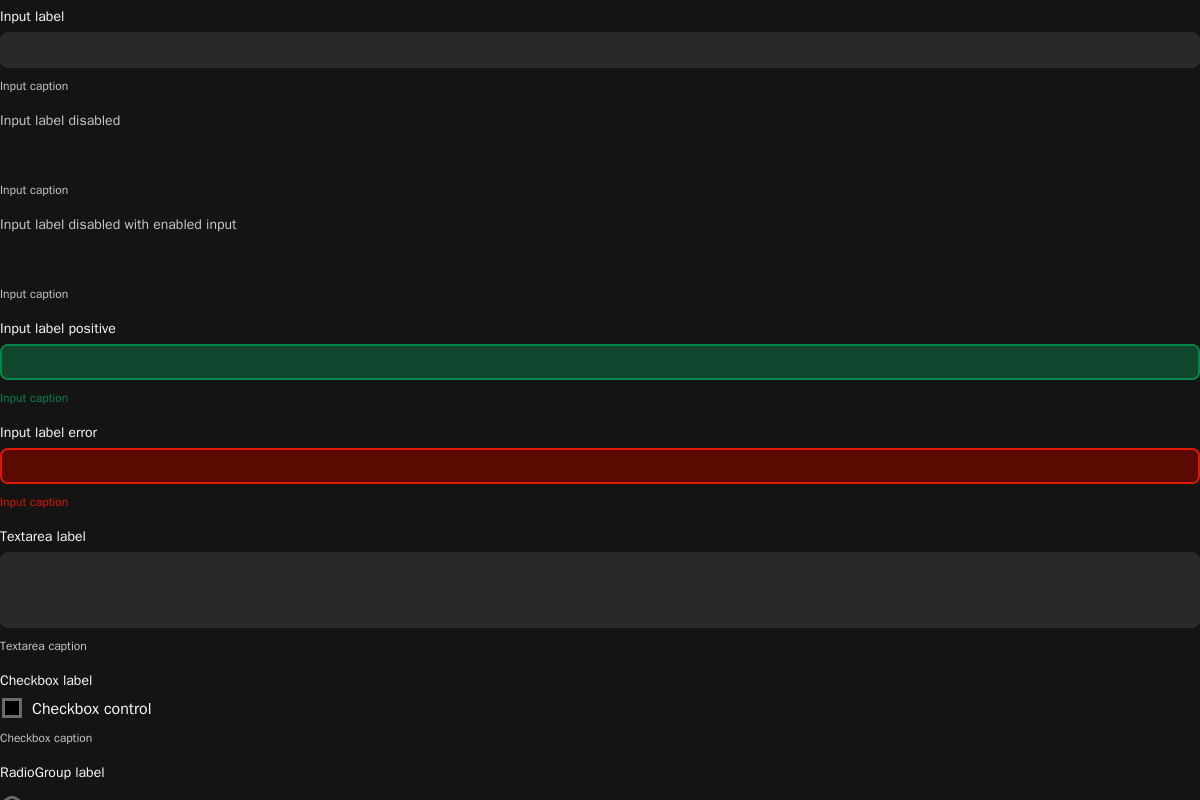 Input label
Input caption
Input label disabled
Input caption
Input label disabled with enabled input
Input caption
Input label positive
Input caption
Input label error
Input caption
Textarea label
Textarea caption
Checkbox label
Checkbox control
Checkbox caption
RadioGroup label